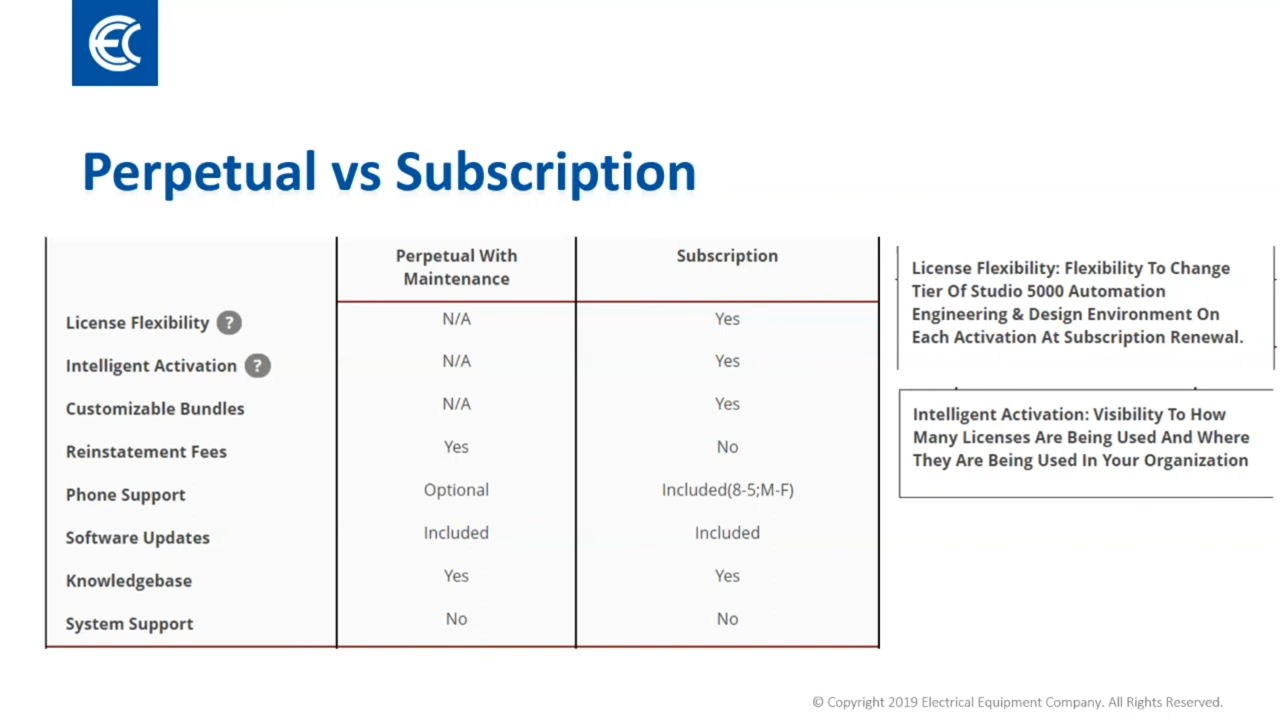 Perpetual vs Subscription
Perpetual With
Maintenance
Subscription
License Flexibility ?
N/A
Yes
Intelligent Activation ?
N/A
Yes
Customizable Bundles
N/A
Yes
Reinstatement Fees
Yes
No
Phone Support
Optional
Included(8-5;M-F)
Software Updates
Included
Included
Knowledgebase
Yes
Yes
System Support
No
No
License Flexibility: Flexibility To Change
Tier Of Studio 5000 Automation
Engineering & Design Environment On
Each Activation At Subscription Renewal.
Intelligent Activation: Visibility To How
Many Licenses Are Being Used And Where
They Are Being Used In Your Organization
© Copyright 2019 Electrical Equipment Company. All Rights Reserved.